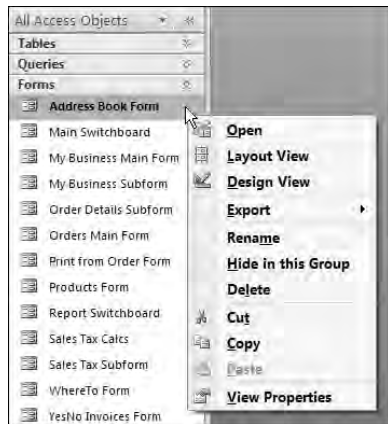 All Access Objects
Tables
Queries
Forms
Address Book Form
Main Switchboard
My Business Main Form
My Business Subform
Order Details Subform
Orders Main Form
Print from Order Form
Products Form
Report Switchboard
Sales Tax Calcs
Sales Tax Subform
WhereTo Form
YesNo Invoices Form
Open
Layout View
Design View
Export
Rename
Hide in this Group
Delete
Cut
Copy
Paste
View Properties